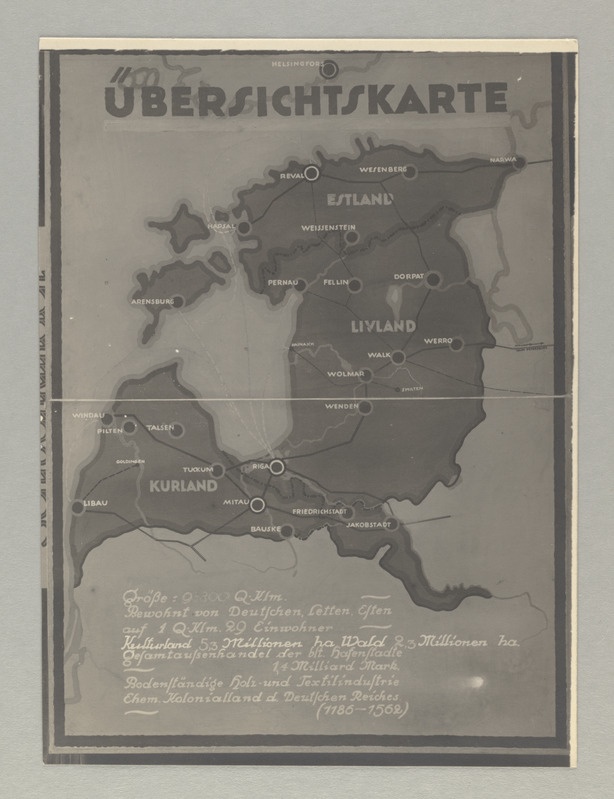 HELSINGFORS
ÜBERSICHTSKARTE
NARWA
REVAL
WESENBERG
ESTLAND
HAPSAL
WEISSENSTEIN
PERNAU
FELLIN
DORPAT
ARENSBURG
LIVLAND
WERRO
WALK
WOLMAR
WENDEN
WINDAU
PILTEN
TALSEN
GOLDINGEN
TUCKUM
RIGA
KURLAND
LIBAU
MITAU
FRIEDRICHSTADT
JAKOBSTADT
BAUSKE
Größe: Q·Klm.
Bewohnt von Deutschen, Letten, Esten
auf 1 Q·Klm. 29 Einwohner
Kulturland 5,3 Millionen ha, Wald 2,3 Millionen ha.
Gesamtaussenhandel der blt. Hafenstädte
1,4 Milliard Mark.
Bodenständige Holz- und Textilindustrie
Ehem. Kolonialland d. Deutschen Reiches
(1186—1562)